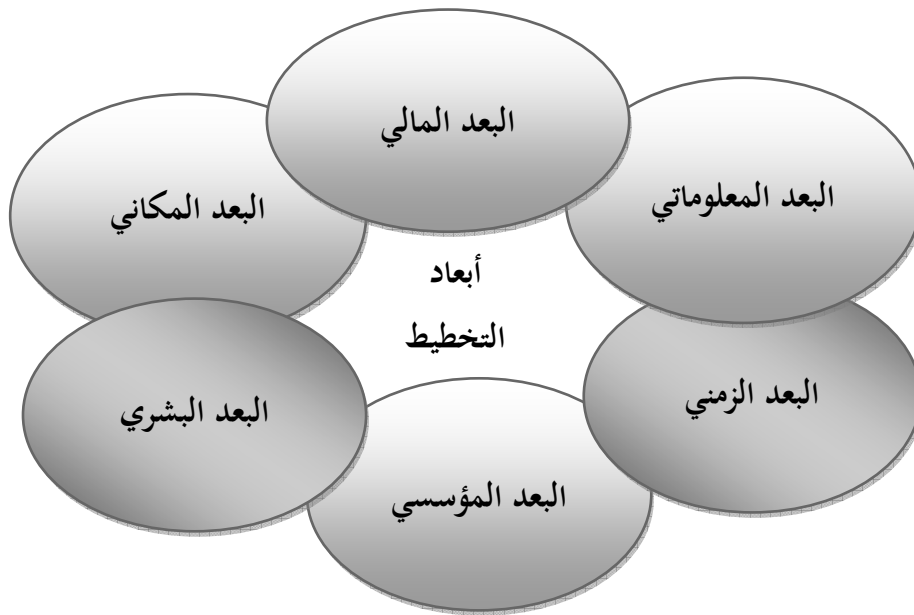 البعد المالي
البعد المعلوماتي
البعد المكاني
أبعاد
التخطيط
البعد الزمني
البعد البشري
البعد المؤسسي